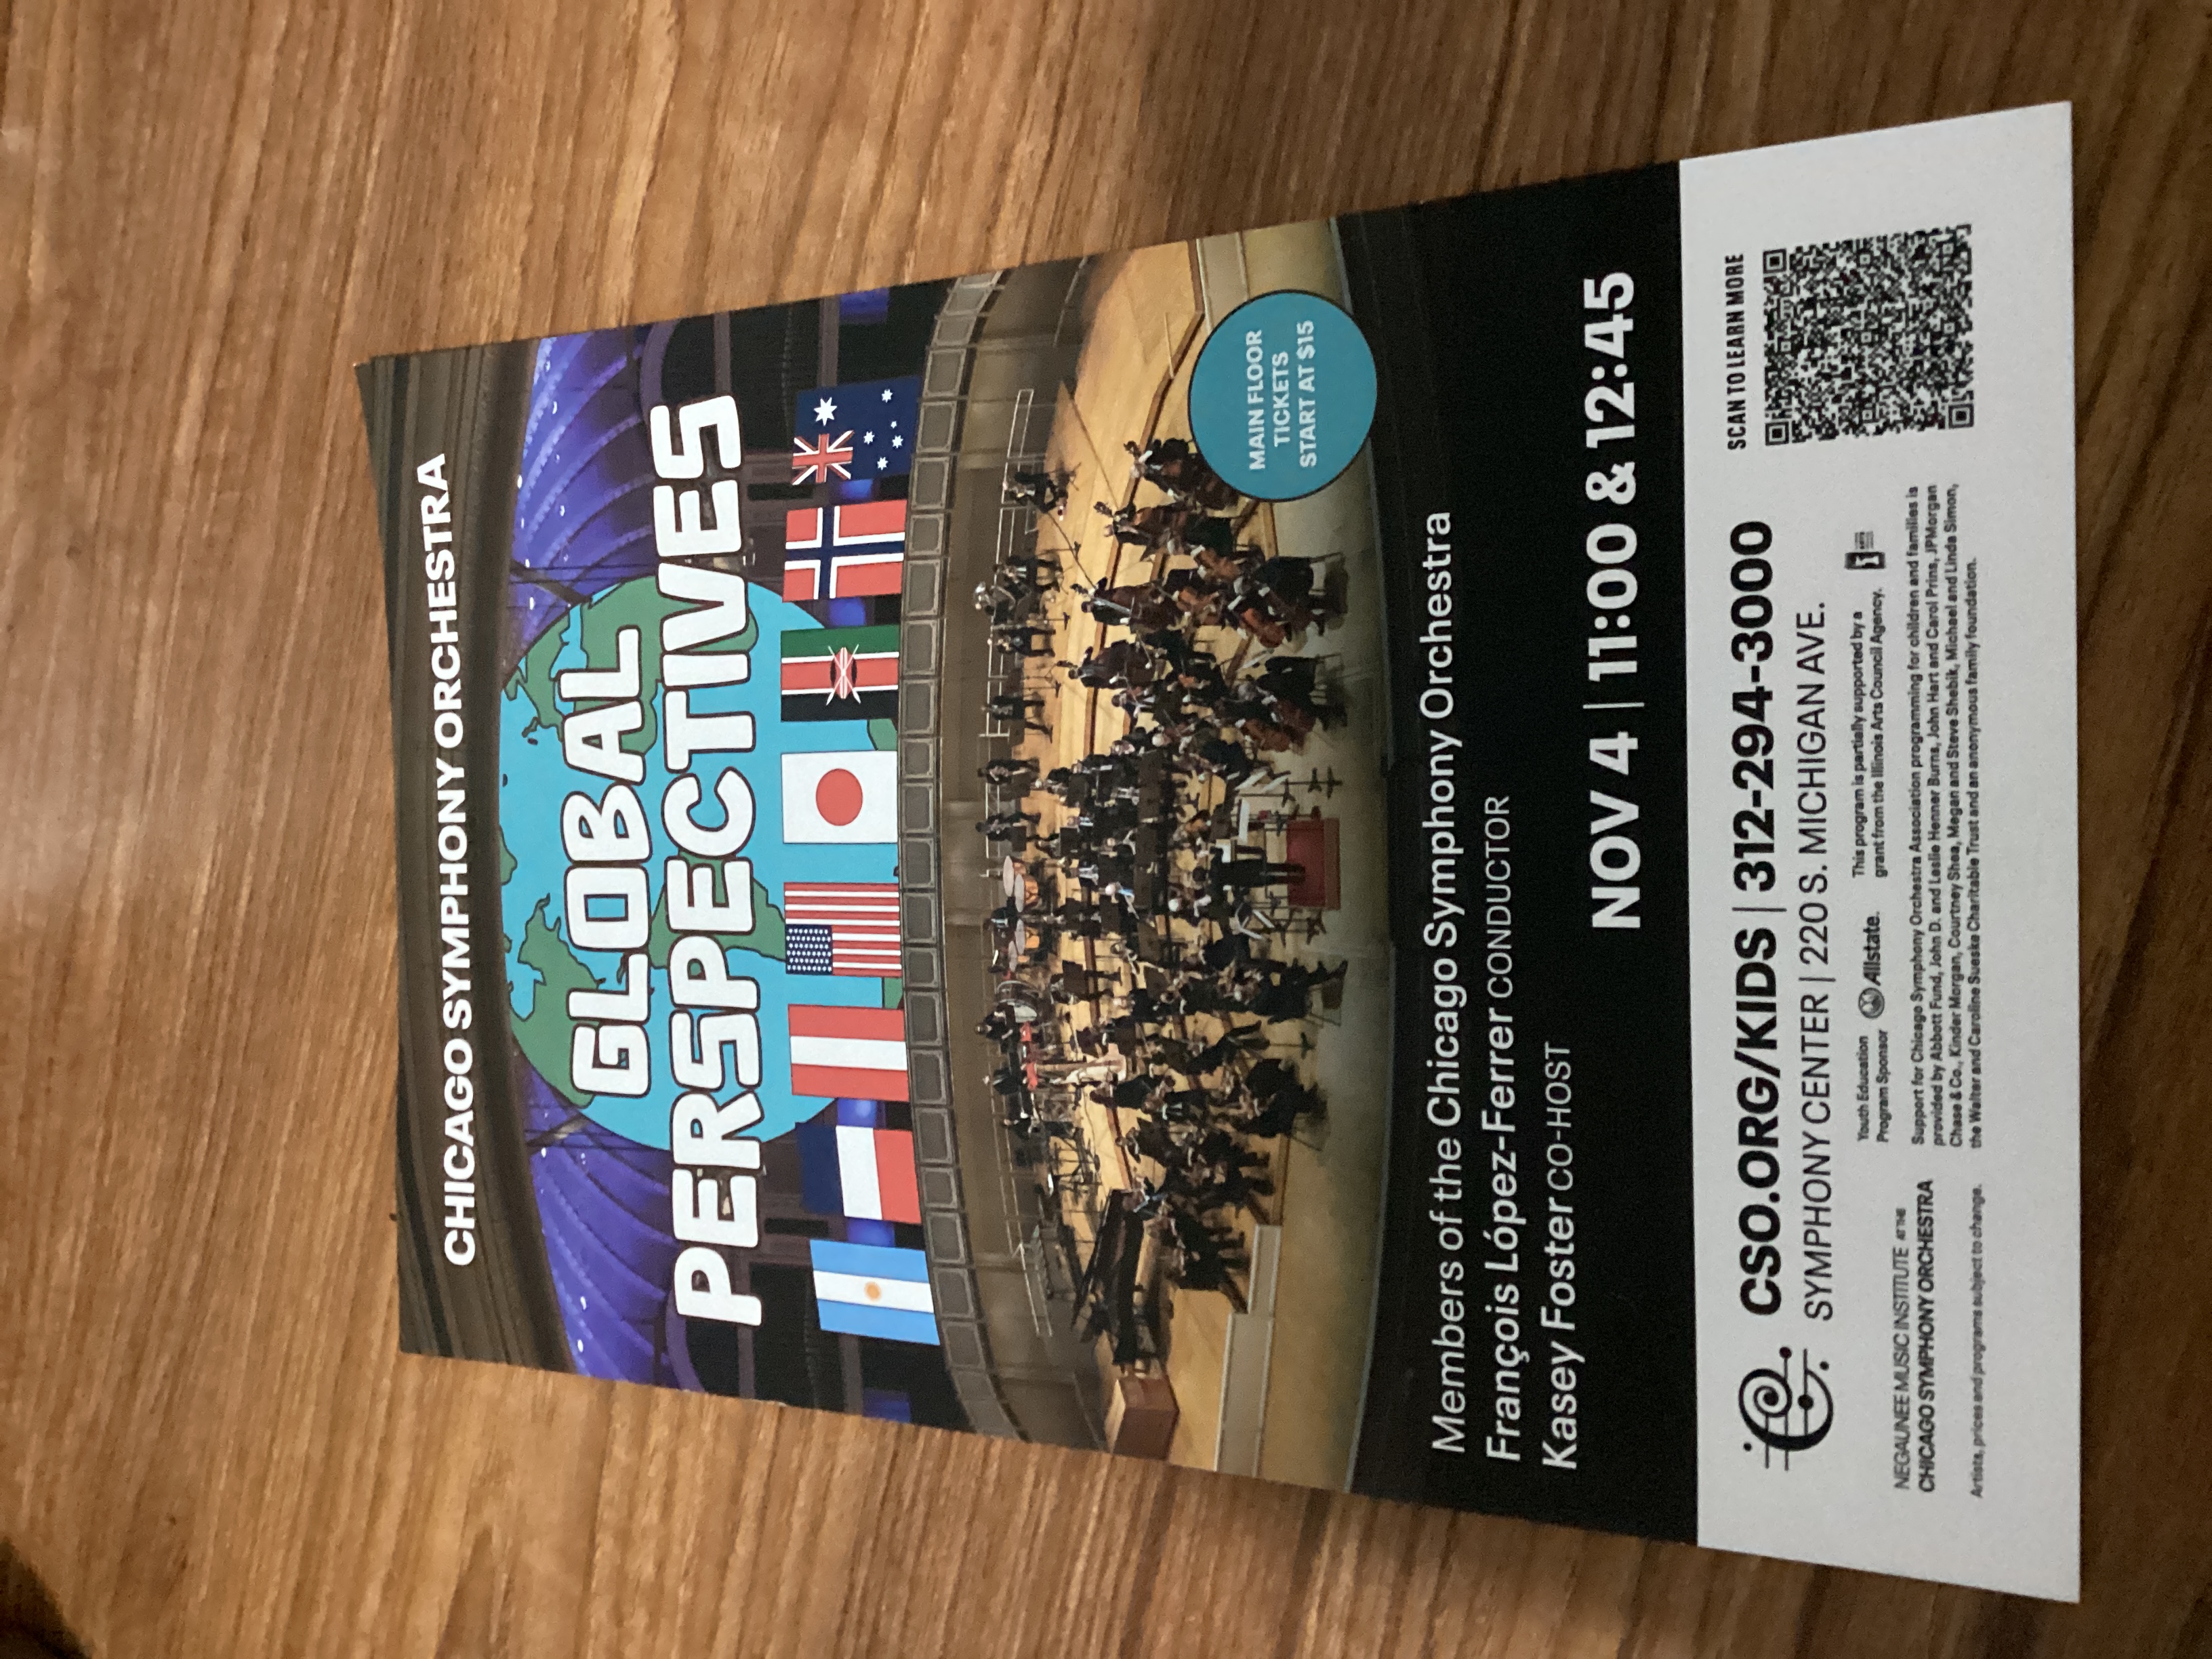 CHICAGO SYMPHONY ORCHESTRA
GLOBAL
PERSPECTIVES
MAIN FLOOR
TICKETS
START AT $15
Members of the Chicago Symphony Orchestra
François López-Ferrer CONDUCTOR
Kasey Foster CO-HOST
NOV 4 | 11:00 & 12:45
CSO.ORG/KIDS | 312-294-3000
SYMPHONY CENTER | 220 S. MICHIGAN AVE.
SCAN TO LEARN MORE
Youth Education
Program Sponsor
Allstate.
This program is partially supported by a
grant from the Illinois Arts Council Agency.
NEGAUNEE MUSIC INSTITUTE AT THE
CHICAGO SYMPHONY ORCHESTRA
Artists, prices and programs subject to change.
Support for Chicago Symphony Orchestra Association programming for children and families is
provided by Abbott Fund, John D. and Leslie Henner Burns, John Hart and Carol Prins, JPMorgan
Chase & Co., Kinder Morgan, Courtney Shea, Megan and Steve Shebik, Michael and Linda Simon,
the Walter and Caroline Sueske Charitable Trust and an anonymous family foundation.